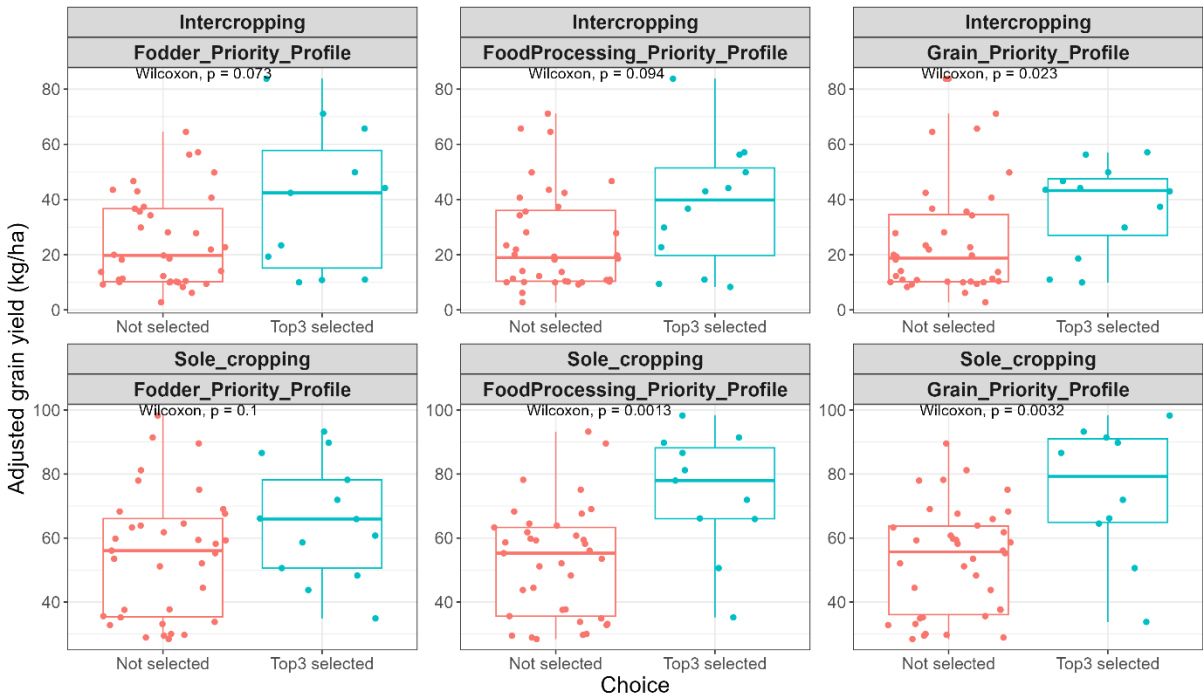 Intercropping
Fodder_Priority_Profile
Wilcoxon, p = 0.073
80
60
40
20
0
Not selected
Top3 selected
Intercropping
FoodProcessing_Priority_Profile
Wilcoxon, p = 0.094
80
60
40
20
0
Not selected
Top3 selected
Intercropping
Grain_Priority_Profile
Wilcoxon, p = 0.023
80
60
40
20
0
Not selected
Top3 selected
Adjusted grain yield (kg/ha)
Sole_cropping
Fodder_Priority_Profile
Wilcoxon, p = 0.1
100
80
60
40
Not selected
Top3 selected
Sole_cropping
FoodProcessing_Priority_Profile
Wilcoxon, p = 0.0013
100
80
60
40
Not selected
Top3 selected
Sole_cropping
Grain_Priority_Profile
Wilcoxon, p = 0.0032
100
80
60
40
Not selected
Top3 selected
Choice